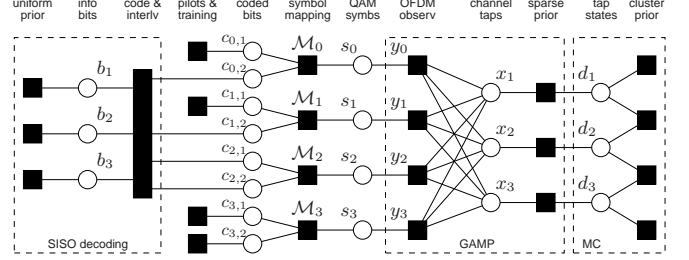 uniform prior
info bits
code & interlv
pilots & training
coded bits
symbol mapping
QAM symbs
OFDM observ
channel taps
sparse prior
tap states
cluster prior
b₁
b₂
b₃
c₀,₁
c₀,₂
c₁,₁
c₁,₂
c₂,₁
c₂,₂
c₃,₁
c₃,₂
ℳ₀
ℳ₁
ℳ₂
ℳ₃
s₀
s₁
s₂
s₃
y₀
y₁
y₂
y₃
x₁
x₂
x₃
d₁
d₂
d₃
SISO decoding
GAMP
MC